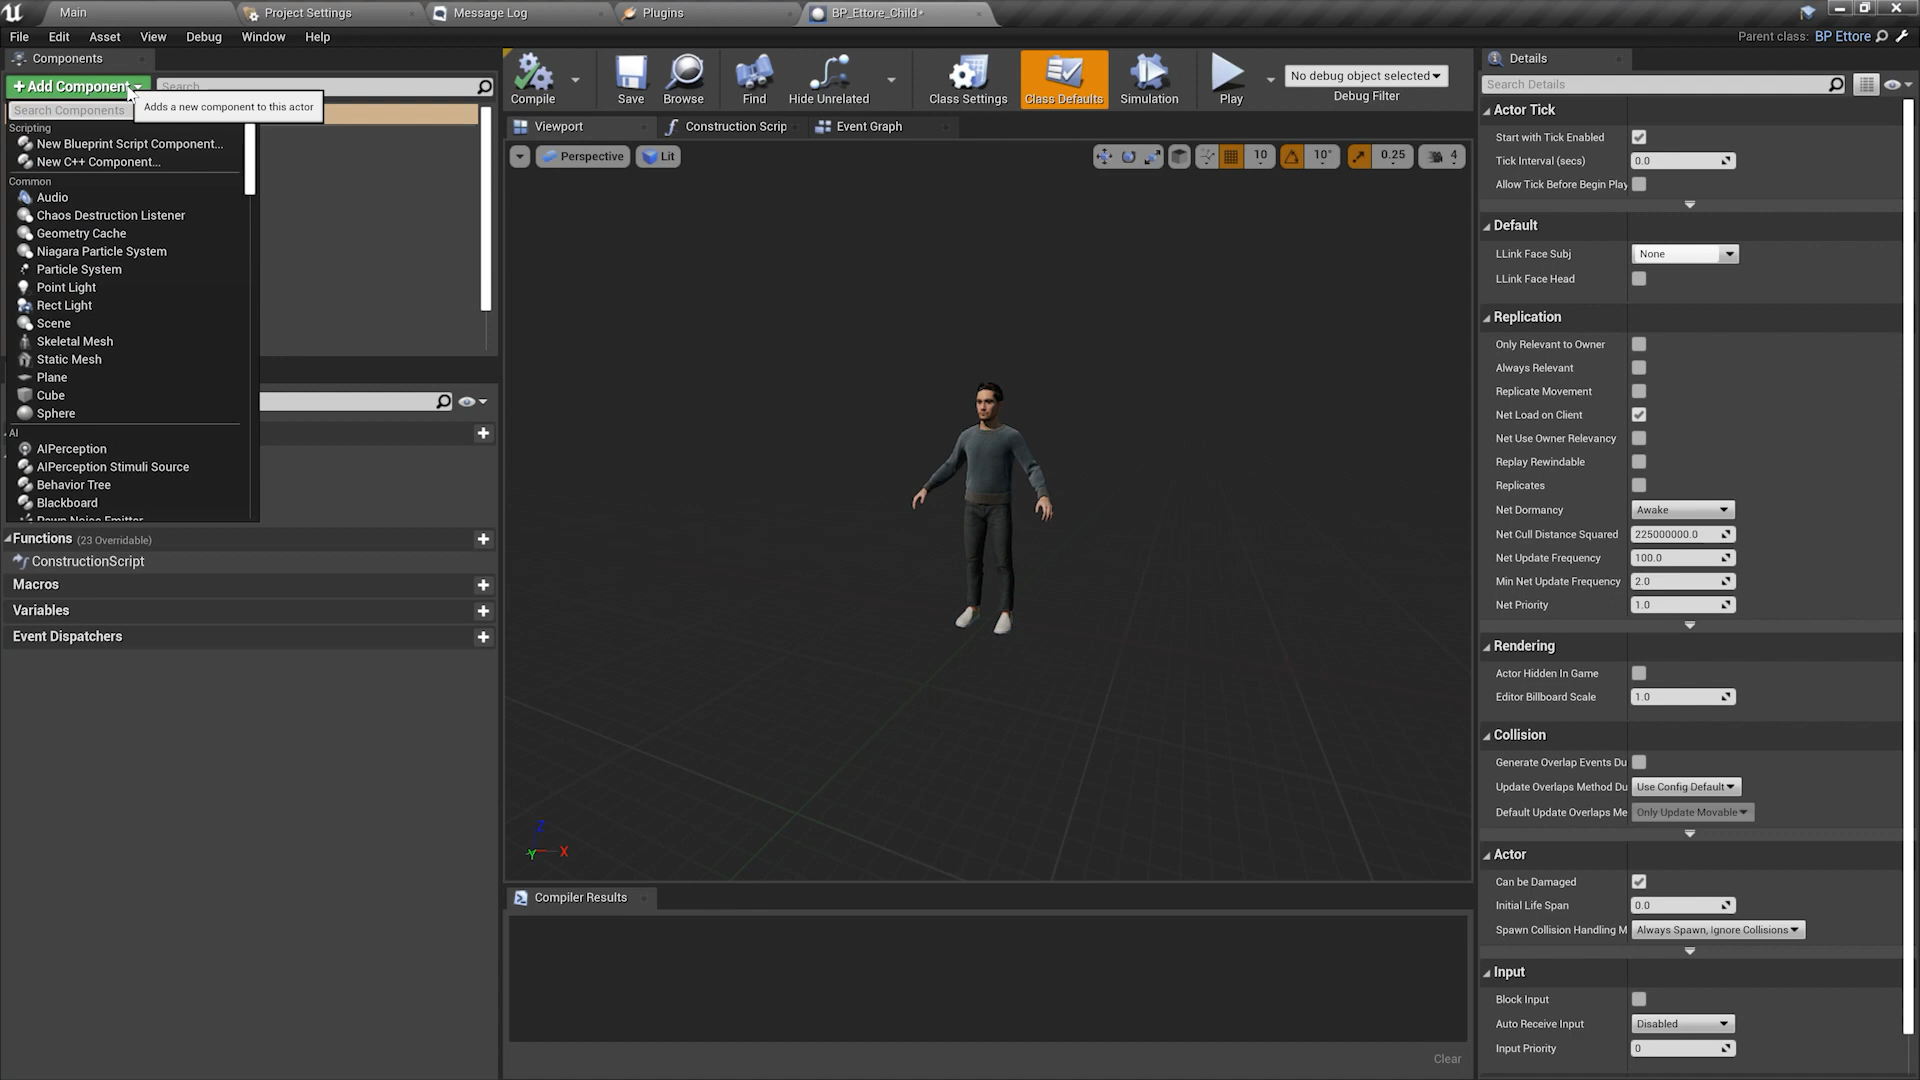 Main
Project Settings
Message Log
Plugins
BP_Ettore_Child*
File Edit Asset View Debug Window Help
Parent class: BP Ettore
Components
+ Add Component
Search
Search Components
Adds a new component to this actor
Scripting
New Blueprint Script Component...
New C++ Component...
Common
Audio
Chaos Destruction Listener
Geometry Cache
Niagara Particle System
Particle System
Point Light
Rect Light
Scene
Skeletal Mesh
Static Mesh
Plane
Cube
Sphere
AI
AIPerception
AIPerception Stimuli Source
Behavior Tree
Blackboard
Pawn Noise Emitter
Functions (23 Overridable)
ConstructionScript
Macros
Variables
Event Dispatchers
Compile
Save
Browse
Find
Hide Unrelated
Class Settings
Class Defaults
Simulation
Play
No debug object selected
Debug Filter
Viewport
Construction Scrip
Event Graph
Perspective
Lit
10
10°
0.25
4
Z
Y
X
Compiler Results
Clear
Details
Search Details
Actor Tick
Start with Tick Enabled
Tick Interval (secs) 0.0
Allow Tick Before Begin Play
Default
LLink Face Subj None
LLink Face Head
Replication
Only Relevant to Owner
Always Relevant
Replicate Movement
Net Load on Client
Net Use Owner Relevancy
Replay Rewindable
Replicates
Net Dormancy Awake
Net Cull Distance Squared 225000000.0
Net Update Frequency 100.0
Min Net Update Frequency 2.0
Net Priority 1.0
Rendering
Actor Hidden In Game
Editor Billboard Scale 1.0
Collision
Generate Overlap Events Du
Update Overlaps Method Du Use Config Default
Default Update Overlaps Me Only Update Movable
Actor
Can be Damaged
Initial Life Span 0.0
Spawn Collision Handling M Always Spawn, Ignore Collisions
Input
Block Input
Auto Receive Input Disabled
Input Priority 0